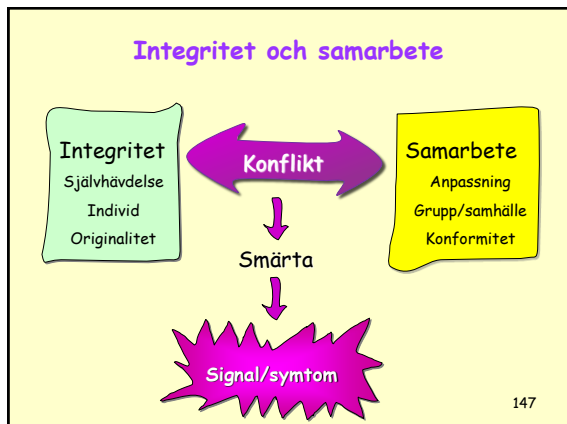 Integritet och samarbete
Integritet
Självhävdelse
Individ
Originalitet
Konflikt
Samarbete
Anpassning
Grupp/samhälle
Konformitet
Smärta
Signal/symtom
147